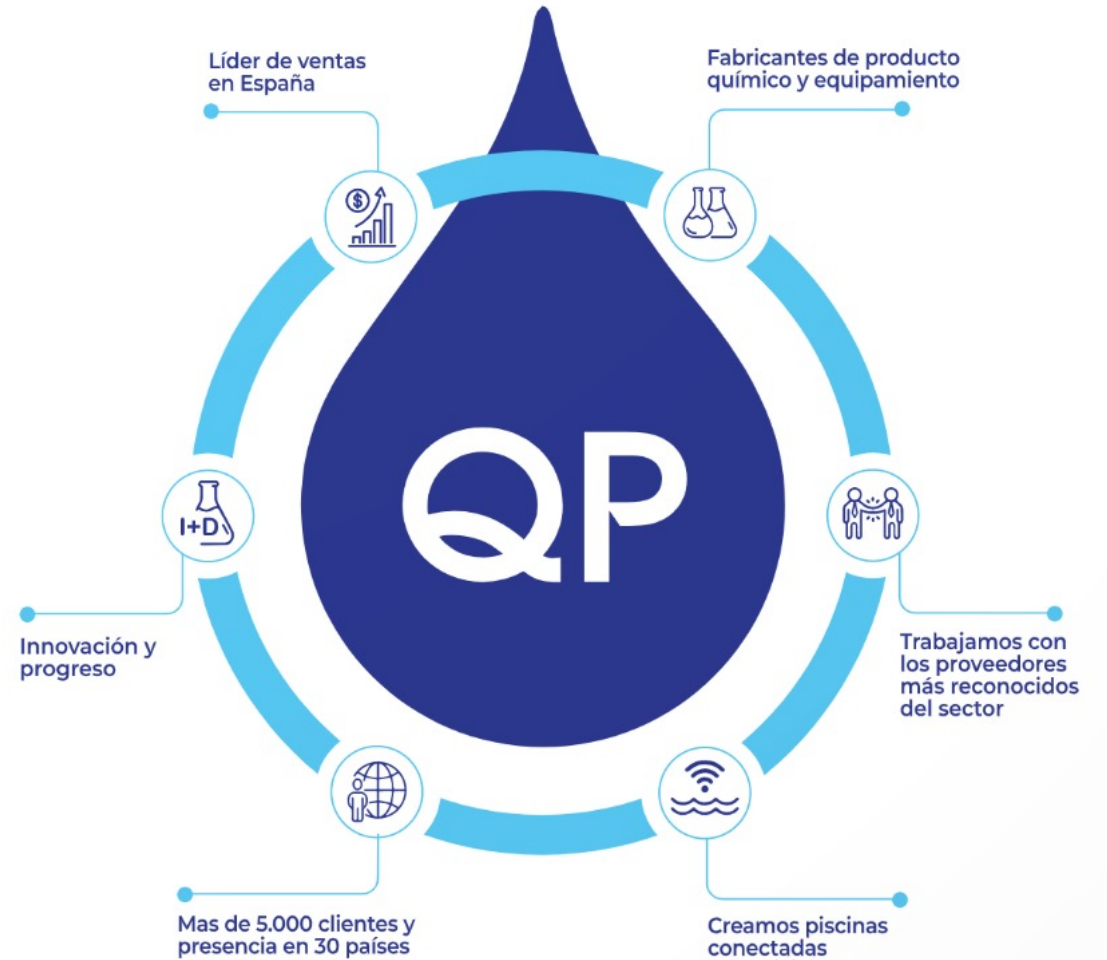 Líder de ventas
en España
Fabricantes de producto
químico y equipamiento
$
I+D
QP
Innovación y
progreso
Trabajamos con
los proveedores
más reconocidos
del sector
Mas de 5.000 clientes y
presencia en 30 países
Creamos piscinas
conectadas